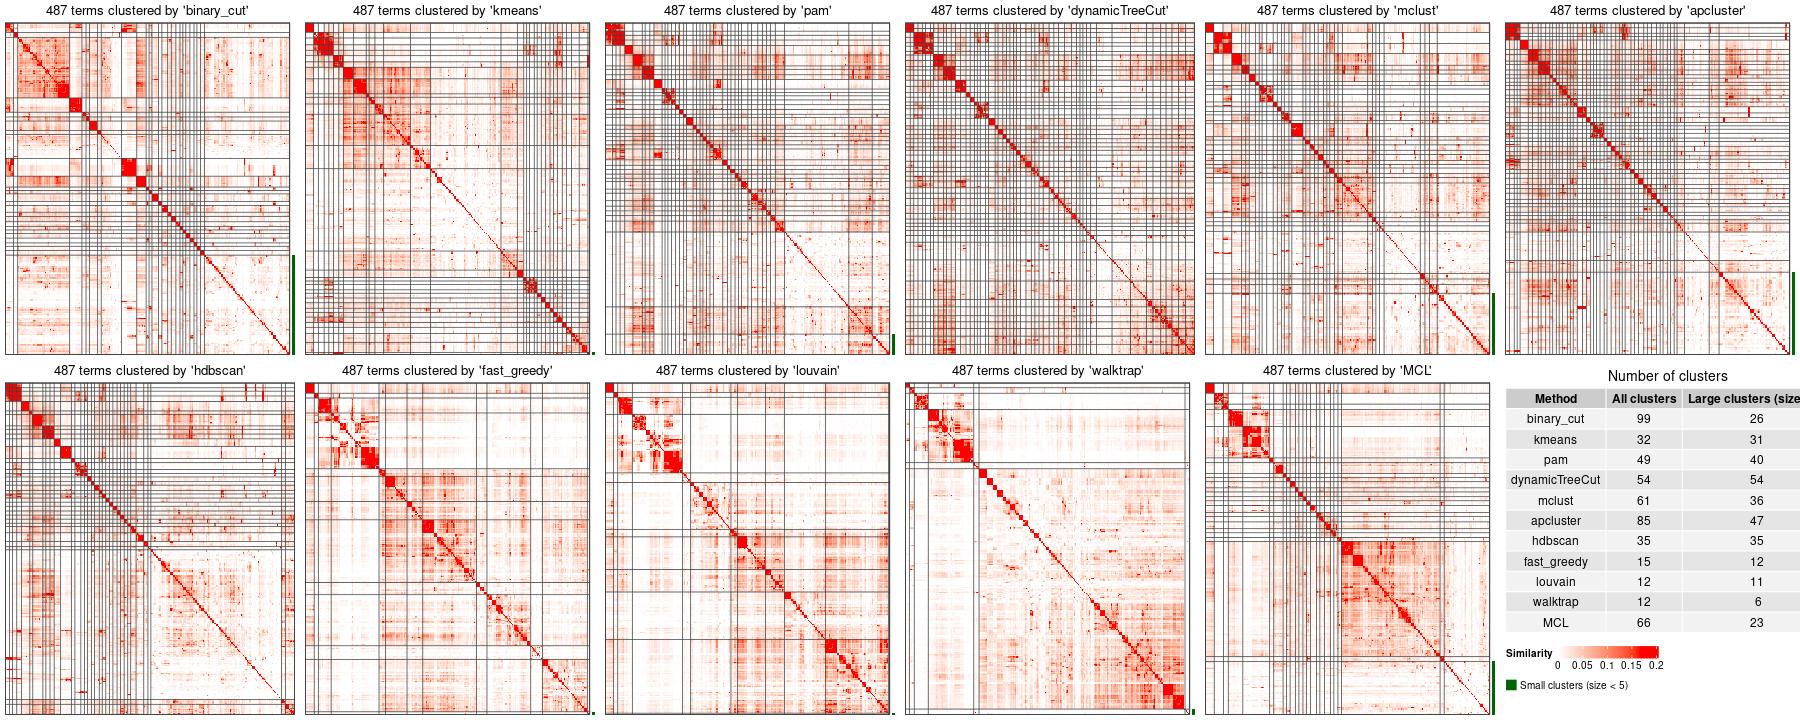 487 terms clustered by 'binary_cut'
487 terms clustered by 'kmeans'
487 terms clustered by 'pam'
487 terms clustered by 'dynamicTreeCut'
487 terms clustered by 'mclust'
487 terms clustered by 'apcluster'
487 terms clustered by 'hdbscan'
487 terms clustered by 'fast_greedy'
487 terms clustered by 'louvain'
487 terms clustered by 'walktrap'
487 terms clustered by 'MCL'
Number of clusters
Method All clusters Large clusters (size
binary_cut 99 26
kmeans 32 31
pam 49 40
dynamicTreeCut 54 54
mclust 61 36
apcluster 85 47
hdbscan 35 35
fast_greedy 15 12
louvain 12 11
walktrap 12 6
MCL 66 23
Similarity
0 0.05 0.1 0.15 0.2
Small clusters (size < 5)